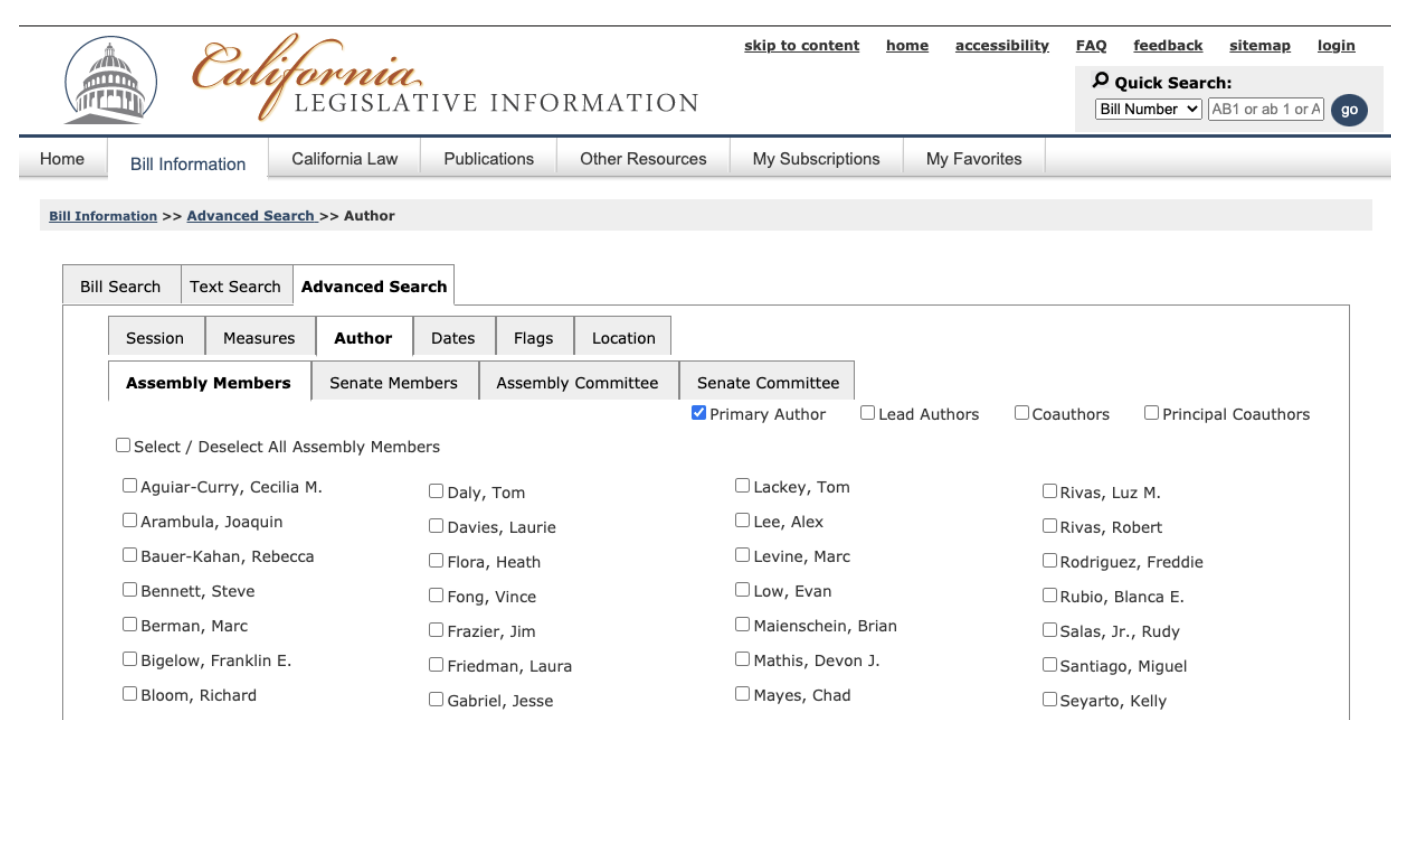 skip to content home accessibility FAQ feedback sitemap login
California
LEGISLATIVE INFORMATION
Quick Search:
Bill Number AB1 or ab 1 or A go
Home Bill Information California Law Publications Other Resources My Subscriptions My Favorites
Bill Information >> Advanced Search >> Author
Bill Search Text Search Advanced Search
Session Measures Author Dates Flags Location
Assembly Members Senate Members Assembly Committee Senate Committee
Primary Author Lead Authors Coauthors Principal Coauthors
Select / Deselect All Assembly Members
Aguiar-Curry, Cecilia M. Daly, Tom Lackey, Tom Rivas, Luz M.
Arambula, Joaquin Davies, Laurie Lee, Alex Rivas, Robert
Bauer-Kahan, Rebecca Flora, Heath Levine, Marc Rodriguez, Freddie
Bennett, Steve Fong, Vince Low, Evan Rubio, Blanca E.
Berman, Marc Frazier, Jim Maienschein, Brian Salas, Jr., Rudy
Bigelow, Franklin E. Friedman, Laura Mathis, Devon J. Santiago, Miguel
Bloom, Richard Gabriel, Jesse Mayes, Chad Seyarto, Kelly